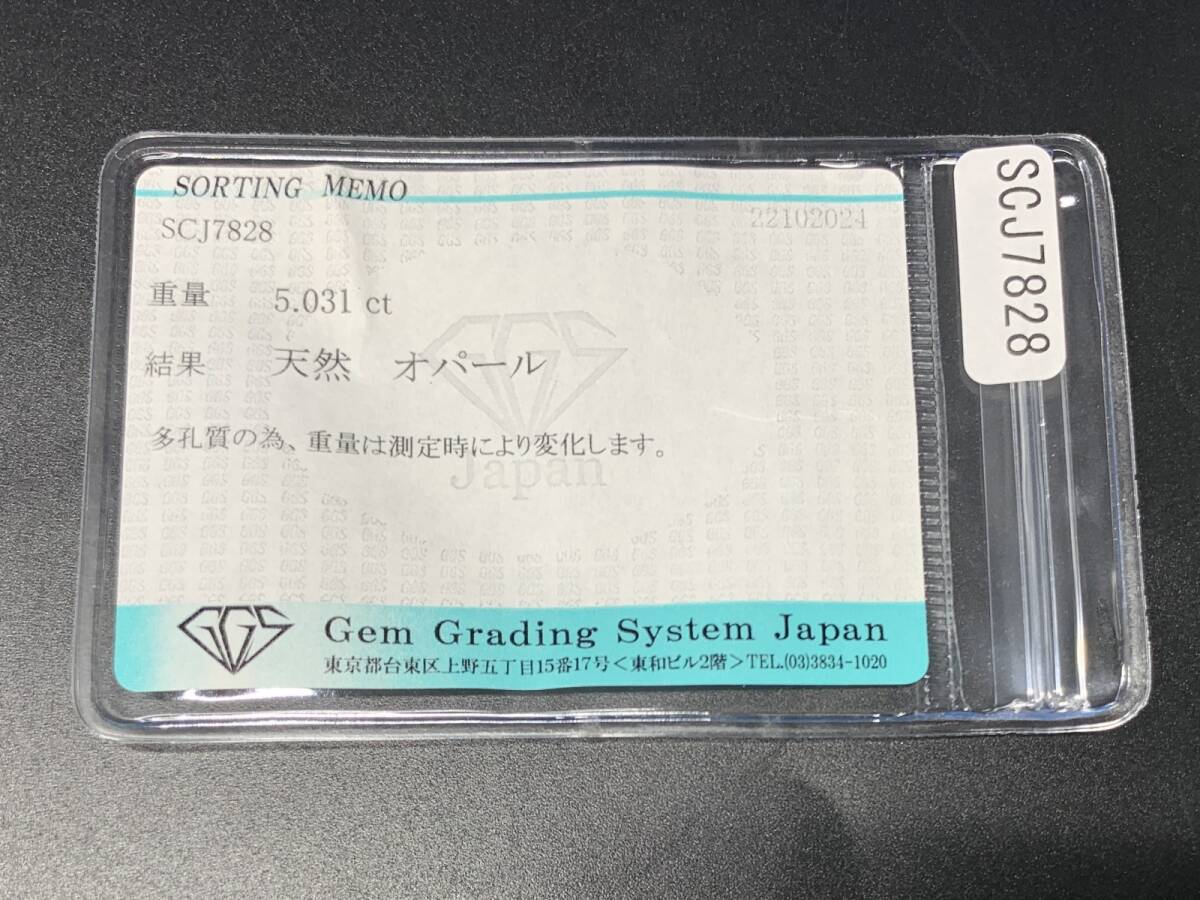 SORTING MEMO
SCJ7828 22102024
重量 5.031 ct
結果 天然 オパール
多孔質の為、重量は測定時により変化します。
GGS
Japan
GGS Gem Grading System Japan
東京都台東区上野五丁目15番17号＜東和ビル2階＞TEL.(03)3834-1020
SCJ7828